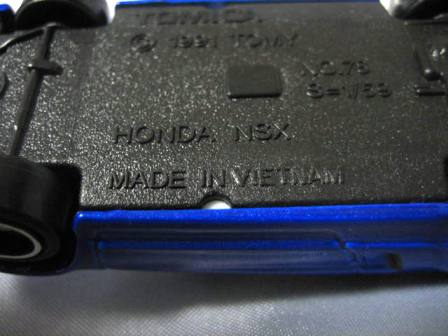 TOMICA
© 1991 TOMY
NO.78
S=1/59
HONDA NSX
MADE IN VIETNAM